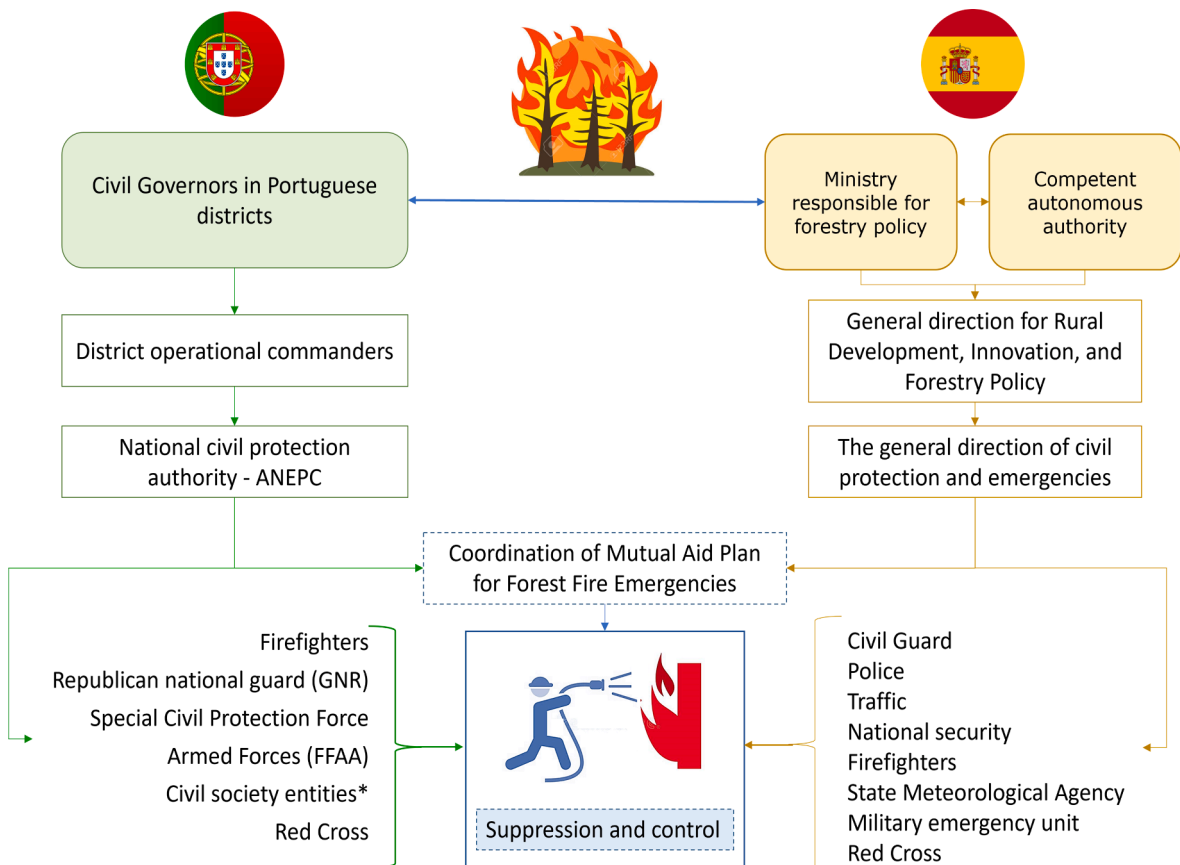 Civil Governors in Portuguese
districts
Ministry
responsible for
forestry policy
Competent
autonomous
authority
District operational commanders
General direction for Rural
Development, Innovation, and
Forestry Policy
National civil protection
authority - ANEPC
The general direction of civil
protection and emergencies
Coordination of Mutual Aid Plan
for Forest Fire Emergencies
Firefighters
Republican national guard (GNR)
Special Civil Protection Force
Armed Forces (FFAA)
Civil society entities*
Red Cross
Suppression and control
Civil Guard
Police
Traffic
National security
Firefighters
State Meteorological Agency
Military emergency unit
Red Cross